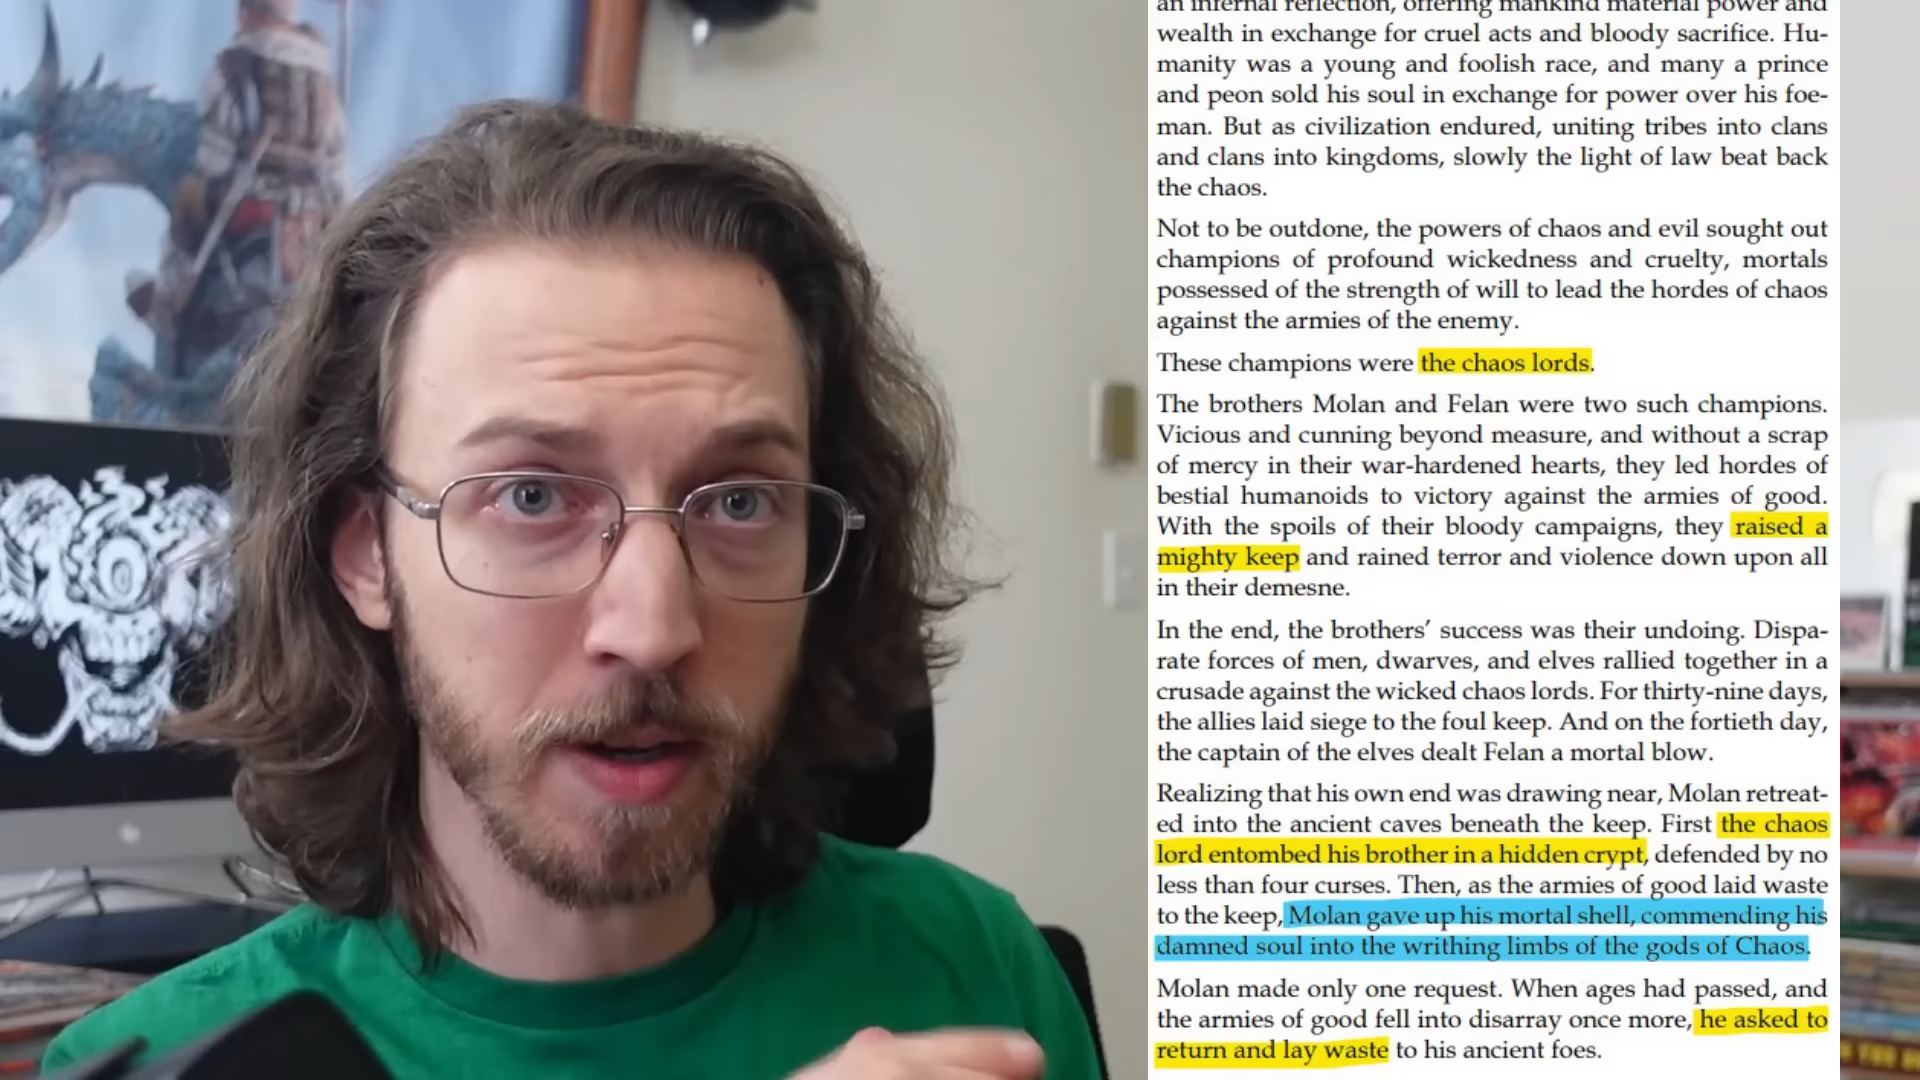 an infernal reflection, offering mankind material power and
wealth in exchange for cruel acts and bloody sacrifice. Hu-
manity was a young and foolish race, and many a prince
and peon sold his soul in exchange for power over his foe-
man. But as civilization endured, uniting tribes into clans
and clans into kingdoms, slowly the light of law beat back
the chaos.
Not to be outdone, the powers of chaos and evil sought out
champions of profound wickedness and cruelty, mortals
possessed of the strength of will to lead the hordes of chaos
against the armies of the enemy.
These champions were the chaos lords.
The brothers Molan and Felan were two such champions.
Vicious and cunning beyond measure, and without a scrap
of mercy in their war-hardened hearts, they led hordes of
bestial humanoids to victory against the armies of good.
With the spoils of their bloody campaigns, they raised a
mighty keep and rained terror and violence down upon all
in their demesne.
In the end, the brothers’ success was their undoing. Dispa-
rate forces of men, dwarves, and elves rallied together in a
crusade against the wicked chaos lords. For thirty-nine days,
the allies laid siege to the foul keep. And on the fortieth day,
the captain of the elves dealt Felan a mortal blow.
Realizing that his own end was drawing near, Molan retreat-
ed into the ancient caves beneath the keep. First the chaos
lord entombed his brother in a hidden crypt, defended by no
less than four curses. Then, as the armies of good laid waste
to the keep, Molan gave up his mortal shell, commending his
damned soul into the writhing limbs of the gods of Chaos.
Molan made only one request. When ages had passed, and
the armies of good fell into disarray once more, he asked to
return and lay waste to his ancient foes.